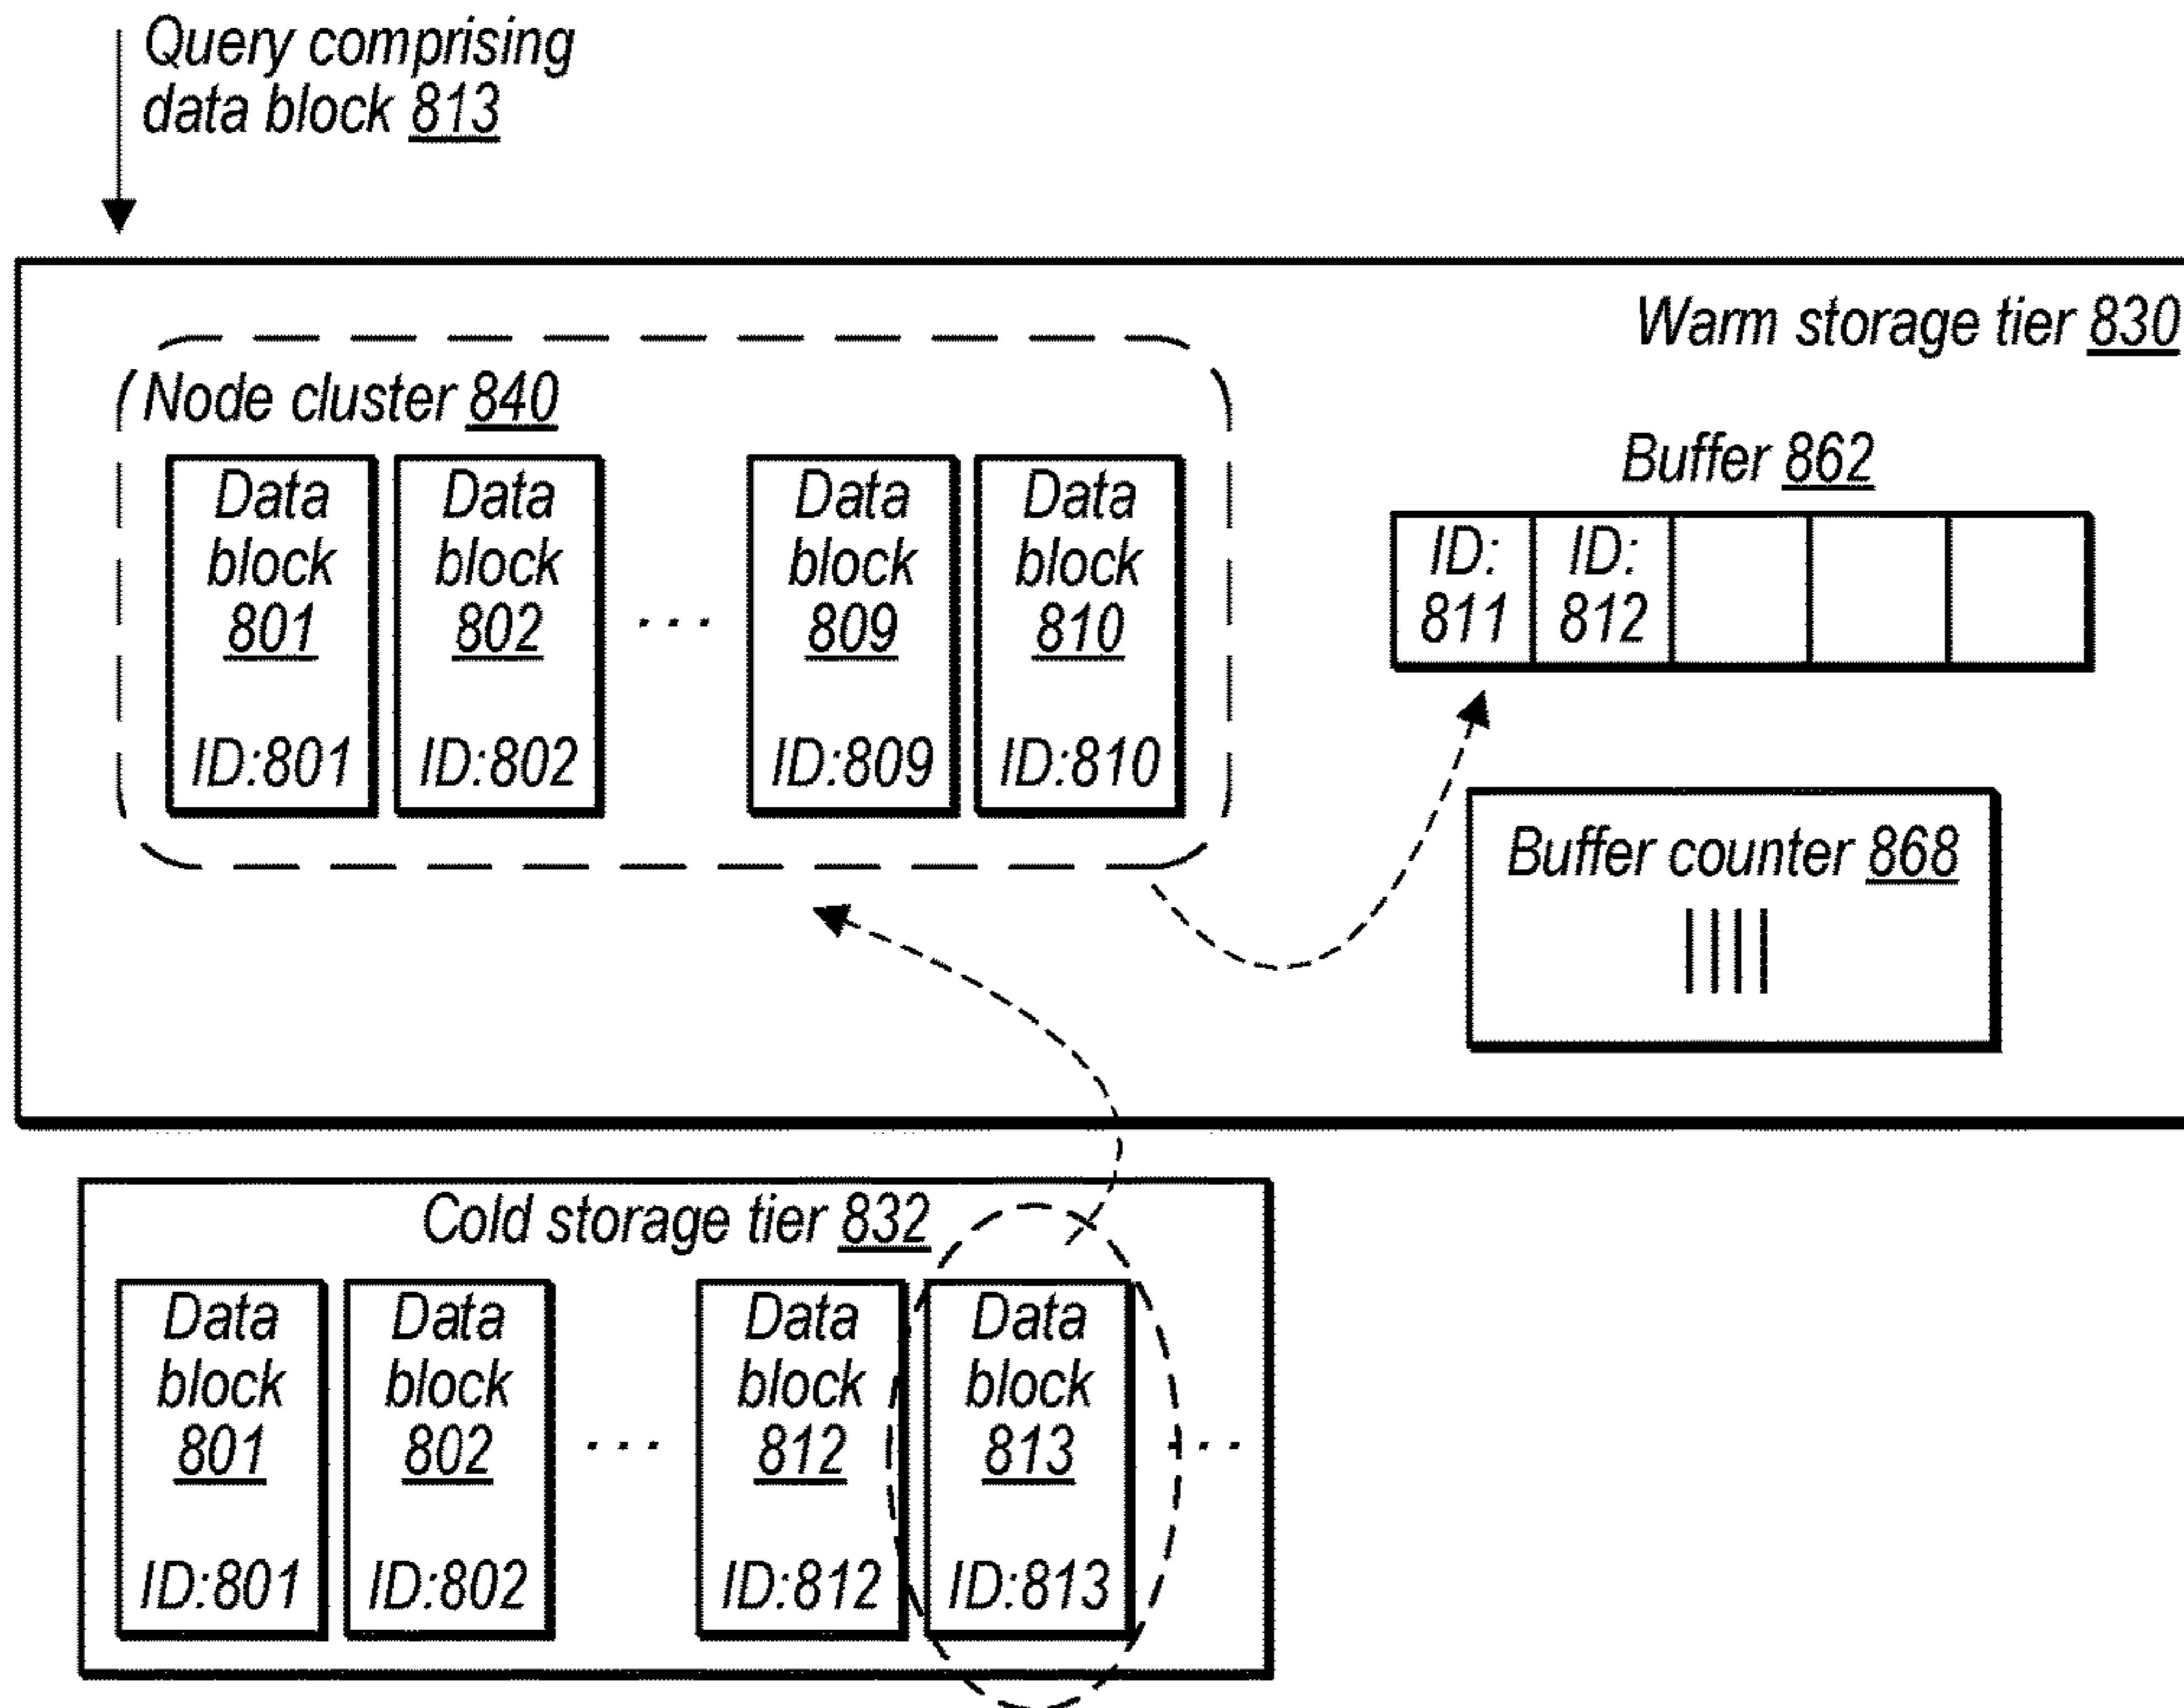 Query comprising
data block 813
Warm storage tier 830
Node cluster 840
Data
block
801
ID:801
Data
block
802
ID:802
. . .
Data
block
809
ID:809
Data
block
810
ID:810
Buffer 862
ID:
811
ID:
812
Buffer counter 868
||||
Cold storage tier 832
Data
block
801
ID:801
Data
block
802
ID:802
. . .
Data
block
812
ID:812
Data
block
813
ID:813
. . .